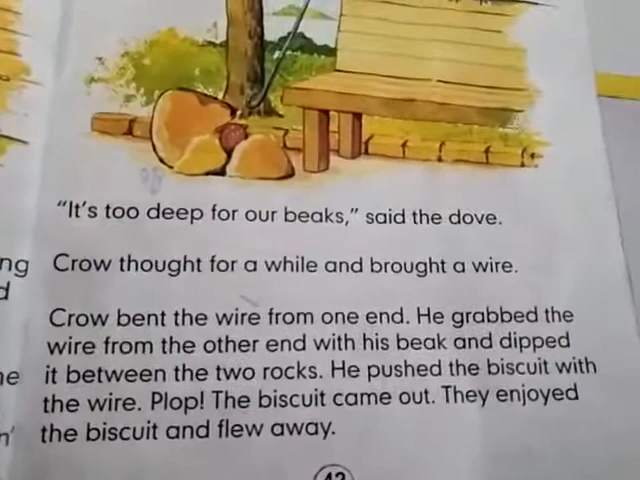 "It's too deep for our beaks," said the dove.
ng
Crow thought for a while and brought a wire.
d
Crow bent the wire from one end. He grabbed the
wire from the other end with his beak and dipped
it between the two rocks. He pushed the biscuit with
the wire. Plop! The biscuit came out. They enjoyed
the biscuit and flew away.